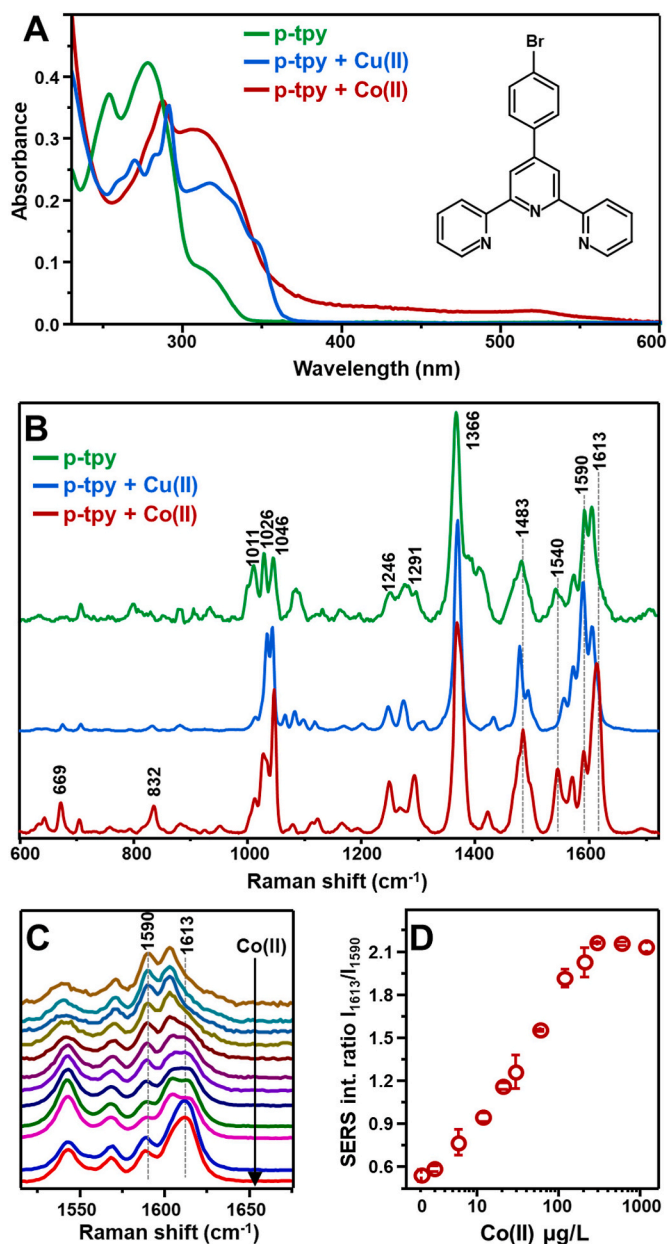 A
p-tpy
p-tpy + Cu(II)
p-tpy + Co(II)
Br
N
N
N
0.4
0.3
0.2
0.1
0.0
Absorbance
300 400 500 600
Wavelength (nm)
B
p-tpy
p-tpy + Cu(II)
p-tpy + Co(II)
1011
1026
1046
1246
1291
1366
1483
1540
1590
1613
669
832
600 800 1000 1200 1400 1600
Raman shift (cm-1)
C
1590
1613
Co(II)
1550 1600 1650
Raman shift (cm-1)
D
SERS int. ratio I1613/I1590
2.1
1.8
1.5
1.2
0.9
0.6
0 10 100 1000
Co(II) µg/L